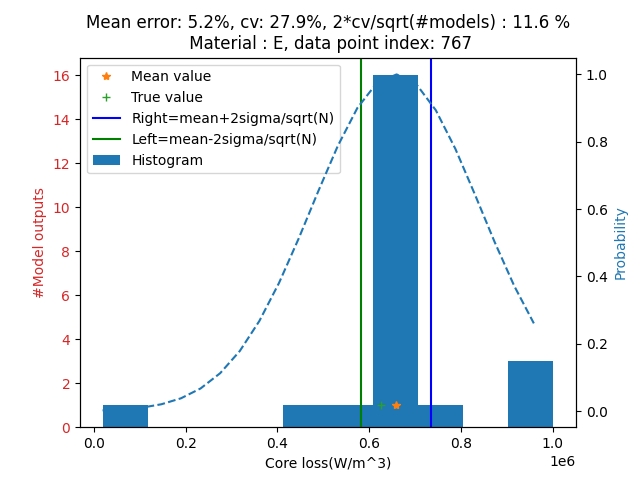 Mean error: 5.2%, cv: 27.9%, 2*cv/sqrt(#models) : 11.6 %
Material : E, data point index: 767
Mean value
True value
Right=mean+2sigma/sqrt(N)
Left=mean-2sigma/sqrt(N)
Histogram
#Model outputs
16
14
12
10
8
6
4
2
0
1.0
0.8
0.6
0.4
0.2
0.0
Probability
0.0 0.2 0.4 0.6 0.8 1.0
1e6
Core loss(W/m^3)